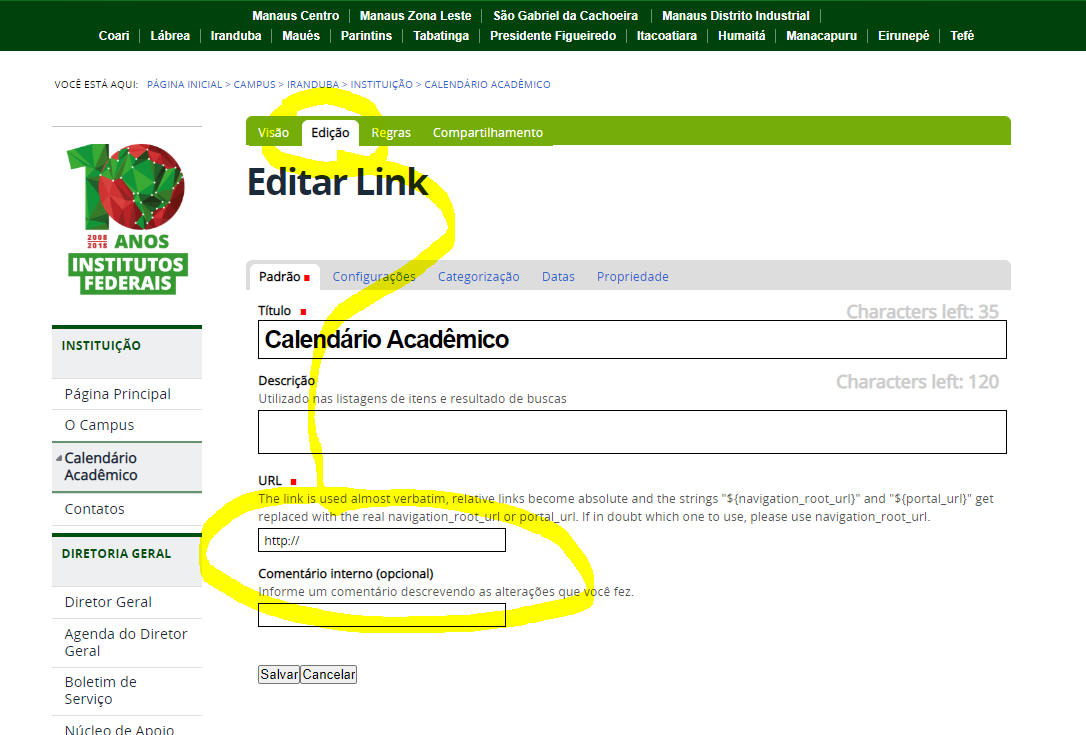 Manaus Centro | Manaus Zona Leste | São Gabriel da Cachoeira | Manaus Distrito Industrial |
Coari | Lábrea | Iranduba | Maués | Parintins | Tabatinga | Presidente Figueiredo | Itacoatiara | Humaitá | Manacapuru | Eirunepé | Tefé
VOCÊ ESTÁ AQUI: PÁGINA INICIAL > CAMPUS > IRANDUBA > INSTITUIÇÃO > CALENDÁRIO ACADÊMICO
Visão Edição Regras Compartilhamento
10
2008
2018 ANOS
INSTITUTOS
FEDERAIS
Editar Link
Padrão Configurações Categorização Datas Propriedade
Título
Characters left: 35
Calendário Acadêmico
Descrição
Characters left: 120
Utilizado nas listagens de itens e resultado de buscas
URL
The link is used almost verbatim, relative links become absolute and the strings "${navigation_root_url}" and "${portal_url}" get
replaced with the real navigation_root_url or portal_url. If in doubt which one to use, please use navigation_root_url.
http://
Comentário interno (opcional)
Informe um comentário descrevendo as alterações que você fez.
Salvar Cancelar
INSTITUIÇÃO
Página Principal
O Campus
Calendário
Acadêmico
Contatos
DIRETORIA GERAL
Diretor Geral
Agenda do Diretor
Geral
Boletim de
Serviço
Núcleo de Apoio